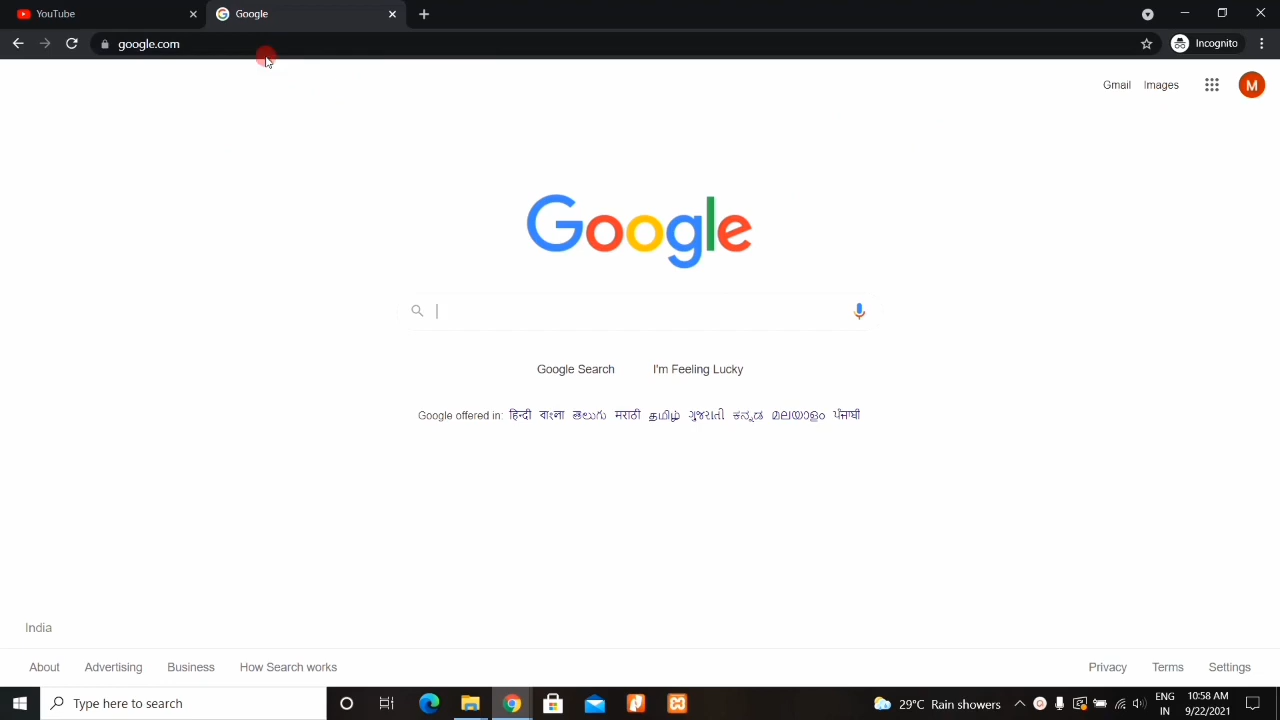 YouTube
Google
google.com
Incognito
Gmail Images
M
Google
Google Search I'm Feeling Lucky
Google offered in: हिन्दी বাংলা తెలుగు मराठी தமிழ் ગુજરાતી ಕನ್ನಡ മലയാളം ਪੰਜਾਬੀ
India
About Advertising Business How Search works
Privacy Terms Settings
Type here to search
29°C Rain showers
ENG
IN
10:58 AM
9/22/2021